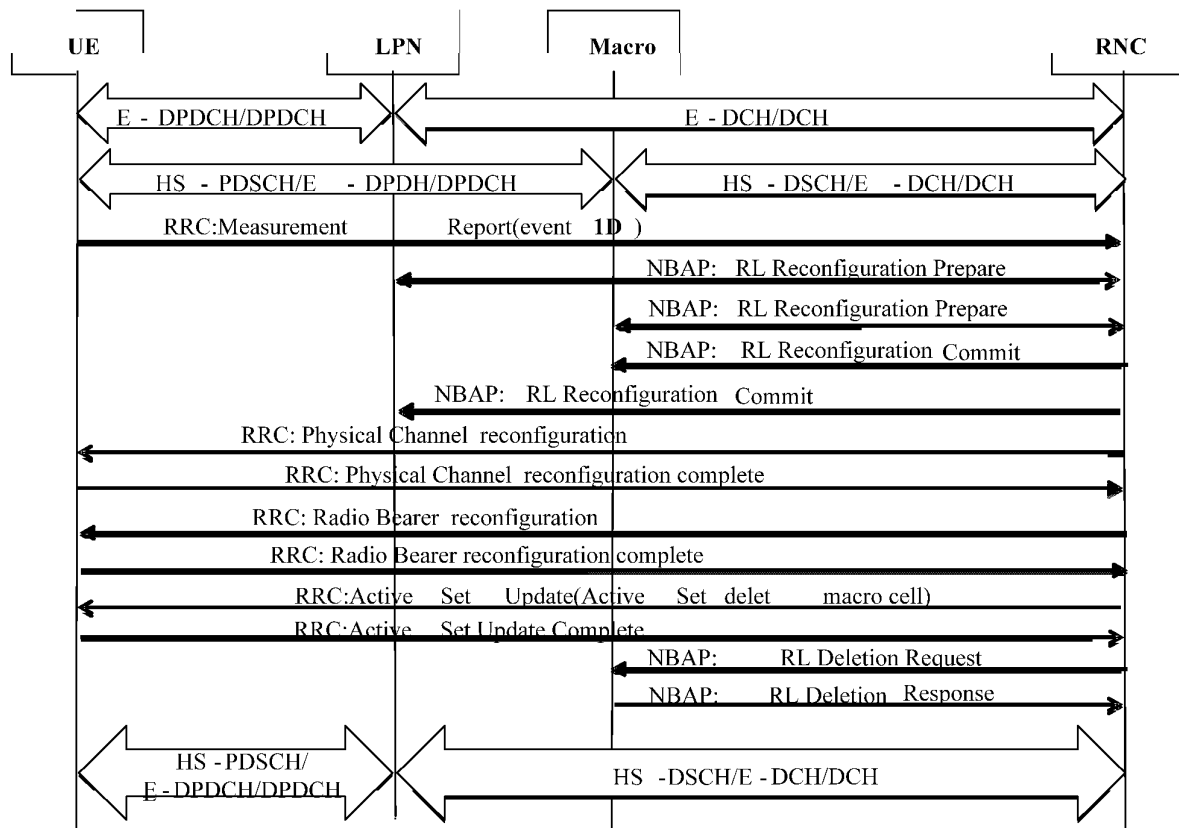 UE LPN Macro RNC
E - DPDCH/DPDCH E - DCH/DCH
HS - PDSCH/E - DPDH/DPDCH HS - DSCH/E - DCH/DCH
RRC:Measurement Report(event 1D )
NBAP: RL Reconfiguration Prepare
NBAP: RL Reconfiguration Prepare
NBAP: RL Reconfiguration Commit
NBAP: RL Reconfiguration Commit
RRC: Physical Channel reconfiguration
RRC: Physical Channel reconfiguration complete
RRC: Radio Bearer reconfiguration
RRC: Radio Bearer reconfiguration complete
RRC:Active Set Update(Active Set delet macro cell)
RRC:Active Set Update Complete
NBAP: RL Deletion Request
NBAP: RL Deletion Response
HS -PDSCH/
E -DPDCH/DPDCH
HS -DSCH/E -DCH/DCH